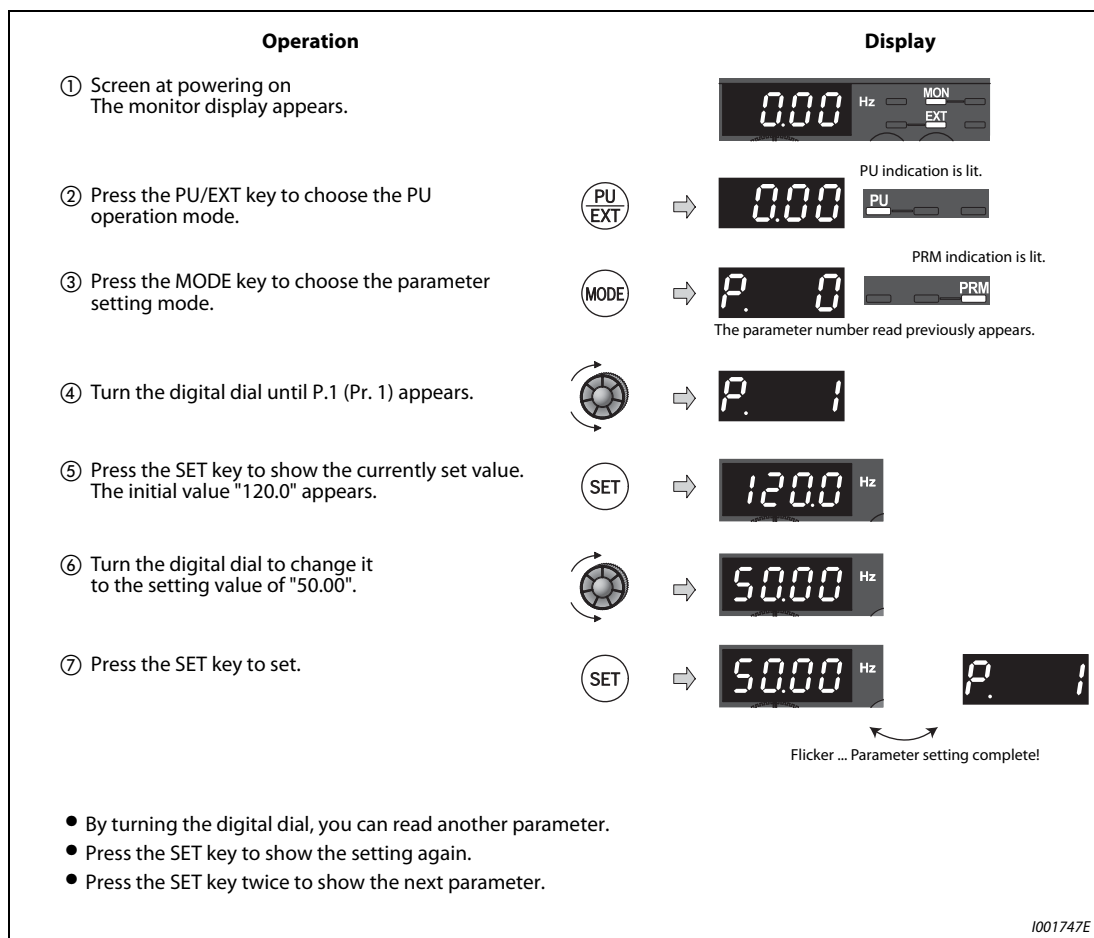 Operation
Display
① Screen at powering on
The monitor display appears.
0.00 Hz MON
EXT
② Press the PU/EXT key to choose the PU
operation mode.
PU
EXT
0.00
PU indication is lit.
PU
③ Press the MODE key to choose the parameter
setting mode.
MODE
P. 0
PRM indication is lit.
PRM
The parameter number read previously appears.
④ Turn the digital dial until P.1 (Pr. 1) appears.
P. 1
⑤ Press the SET key to show the currently set value.
The initial value "120.0" appears.
SET
120.0 Hz
⑥ Turn the digital dial to change it
to the setting value of "50.00".
50.00 Hz
⑦ Press the SET key to set.
SET
50.00 Hz
P. 1
Flicker ... Parameter setting complete!
● By turning the digital dial, you can read another parameter.
● Press the SET key to show the setting again.
● Press the SET key twice to show the next parameter.
I001747E